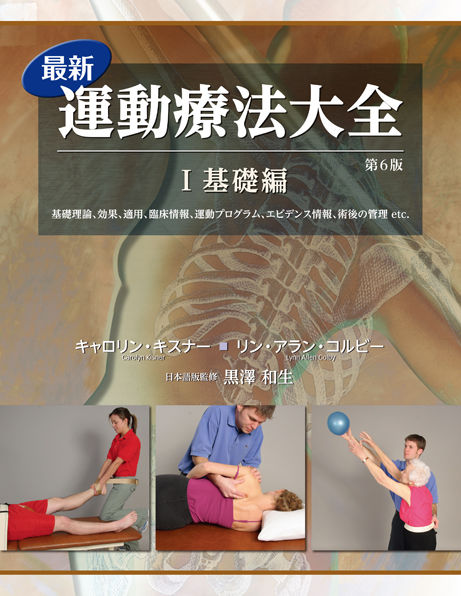 最新
運動療法大全
第6版
I 基礎編
基礎理論、効果、適用、臨床情報、運動プログラム、エビデンス情報、術後の管理 etc.
キャロリン・キスナー ■ リン・アラン・コルビー
Carolyn Kisner Lynn Allen Colby
日本語版監修 黒澤 和生